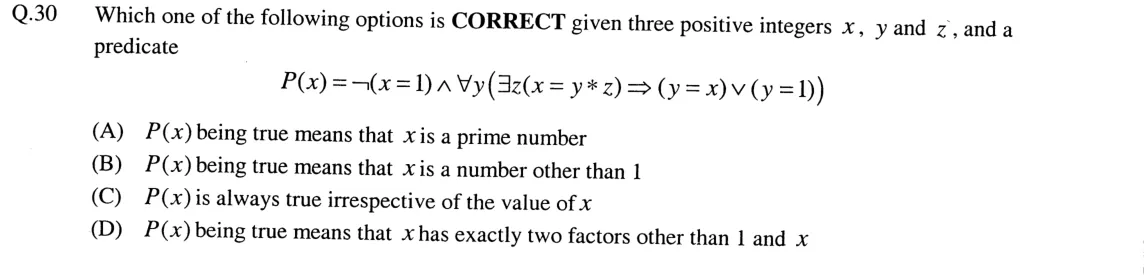 Q.30 Which one of the following options is CORRECT given three positive integers x, y and z, and a
predicate
P(x) = ¬(x = 1) ∧ ∀y(∃z(x = y * z) ⇒ (y = x) ∨ (y = 1))
(A) P(x) being true means that x is a prime number
(B) P(x) being true means that x is a number other than 1
(C) P(x) is always true irrespective of the value of x
(D) P(x) being true means that x has exactly two factors other than 1 and x